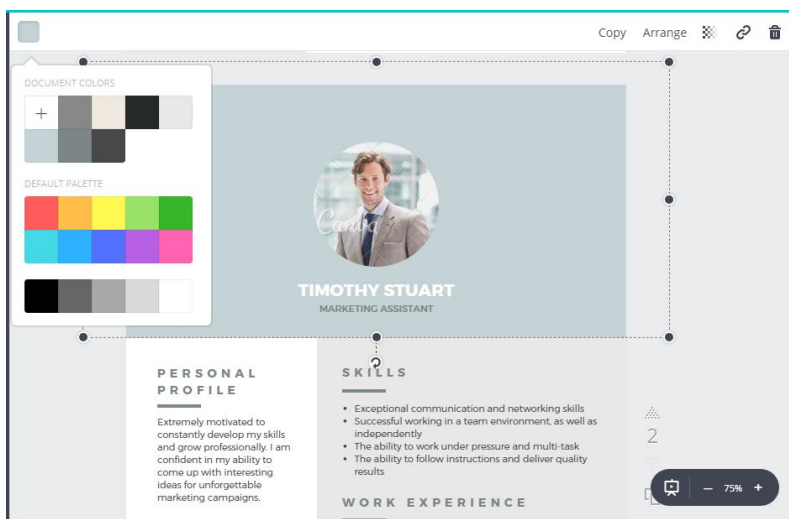 Copy Arrange
DOCUMENT COLORS
DEFAULT PALETTE
Canva
TIMOTHY STUART
MARKETING ASSISTANT
PERSONAL
PROFILE
Extremely motivated to
constantly develop my skills
and grow professionally. I am
confident in my ability to
come up with interesting
ideas for unforgettable
marketing campaigns.
SKILLS
• Exceptional communication and networking skills
• Successful working in a team environment, as well as
independently
• The ability to work under pressure and multi-task
• The ability to follow instructions and deliver quality
results
WORK EXPERIENCE
2
– 75% +